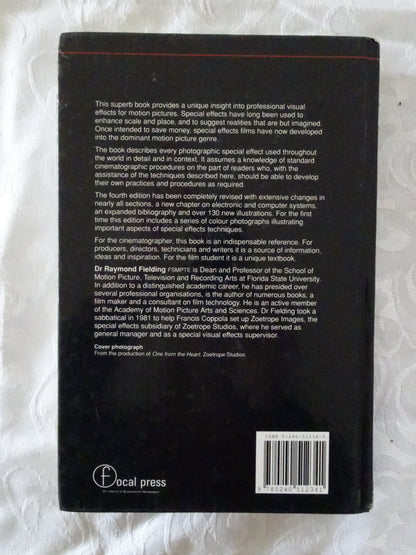 This superb book provides a unique insight into professional visual
effects for motion pictures. Special effects have long been used to
enhance scale and place, and to suggest realities that are but imagined.
Once intended to save money, special effects films have now developed
into the dominant motion picture genre.
The book describes every photographic special effect used throughout
the world in detail and in context. It assumes a knowledge of standard
cinematographic procedures on the part of readers who, with the
assistance of the techniques described here, should be able to develop
their own practices and procedures as required.
The fourth edition has been completely revised with extensive changes in
nearly all sections, a new chapter on electronic and computer systems,
an expanded bibliography and over 130 new illustrations. For the first
time this edition includes a series of colour photographs illustrating
important aspects of special effects techniques.
For the cinematographer, this book is an indispensable reference. For
producers, directors, technicians and writers it is a source of information,
ideas and inspiration. For the film student it is a unique textbook.
Dr Raymond Fielding FSMPTE is Dean and Professor of the School of
Motion Picture, Television and Recording Arts at Florida State University.
In addition to a distinguished academic career, he has presided over
several professional organisations, is the author of numerous books, a
film maker and a consultant on film technology. He is an active member
of the Academy of Motion Picture Arts and Sciences. Dr Fielding took a
sabbatical in 1981 to help Francis Coppola set up Zoetrope Images, the
special effects subsidiary of Zoetrope Studios, where he served as
general manager and as a special visual effects supervisor.
Cover photograph
From the production of One from the Heart, Zoetrope Studios.
ISBN 0-240-51234-0
9 780240 512341
focal press
An imprint of Butterworth-Heinemann